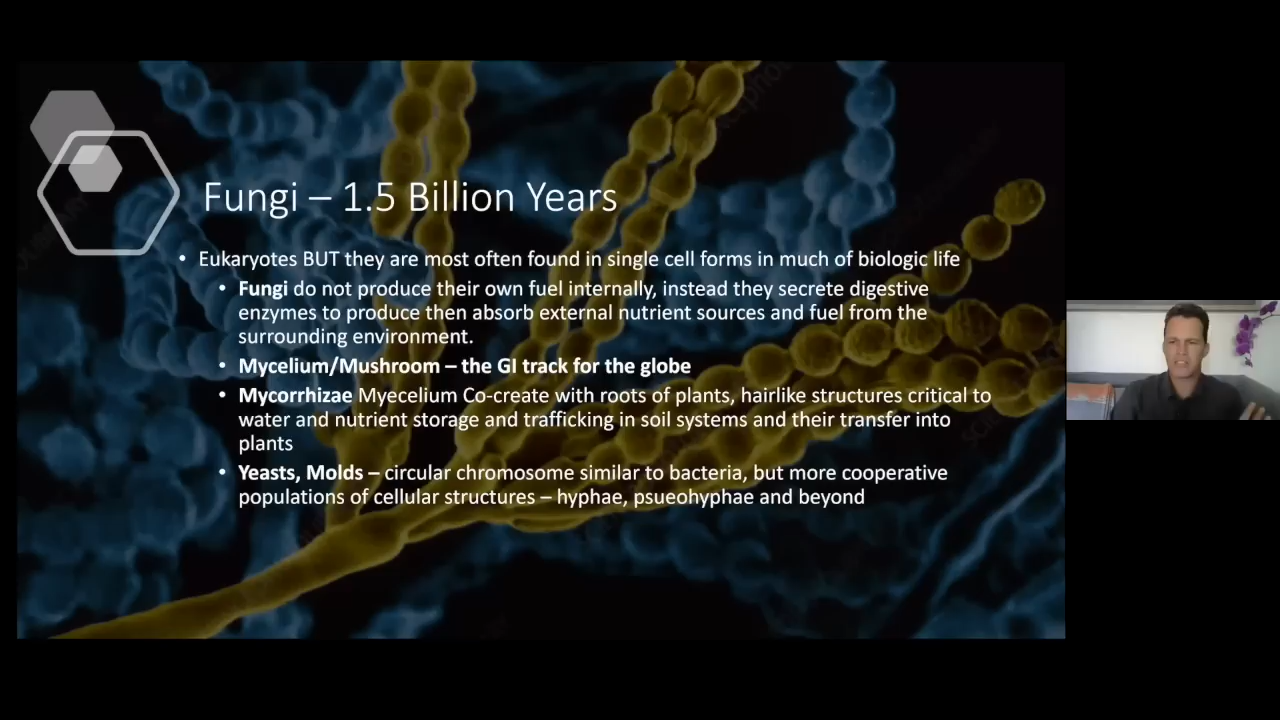 Fungi – 1.5 Billion Years
• Eukaryotes BUT they are most often found in single cell forms in much of biologic life
• Fungi do not produce their own fuel internally, instead they secrete digestive
enzymes to produce then absorb external nutrient sources and fuel from the
surrounding environment.
• Mycelium/Mushroom – the GI track for the globe
• Mycorrhizae Myecelium Co-create with roots of plants, hairlike structures critical to
water and nutrient storage and trafficking in soil systems and their transfer into
plants
• Yeasts, Molds – circular chromosome similar to bacteria, but more cooperative
populations of cellular structures – hyphae, psueohyphae and beyond